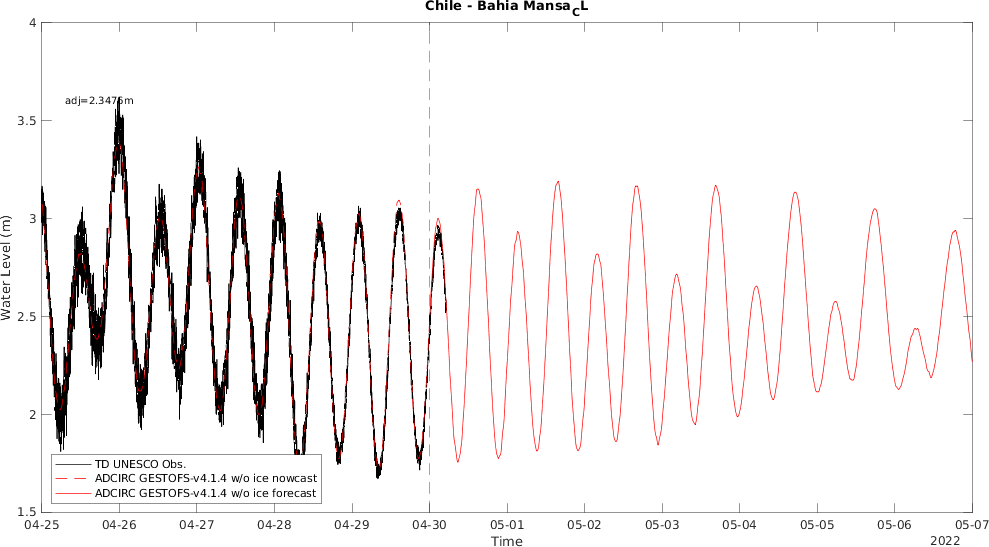 Chile - Bahia Mansa_CL
4
adj=2.3475m
3.5
3
Water Level (m)
2.5
2
TD UNESCO Obs.
ADCIRC GESTOFS-v4.1.4 w/o ice nowcast
ADCIRC GESTOFS-v4.1.4 w/o ice forecast
1.5
04-25 04-26 04-27 04-28 04-29 04-30 05-01 05-02 05-03 05-04 05-05 05-06 05-07
Time
2022